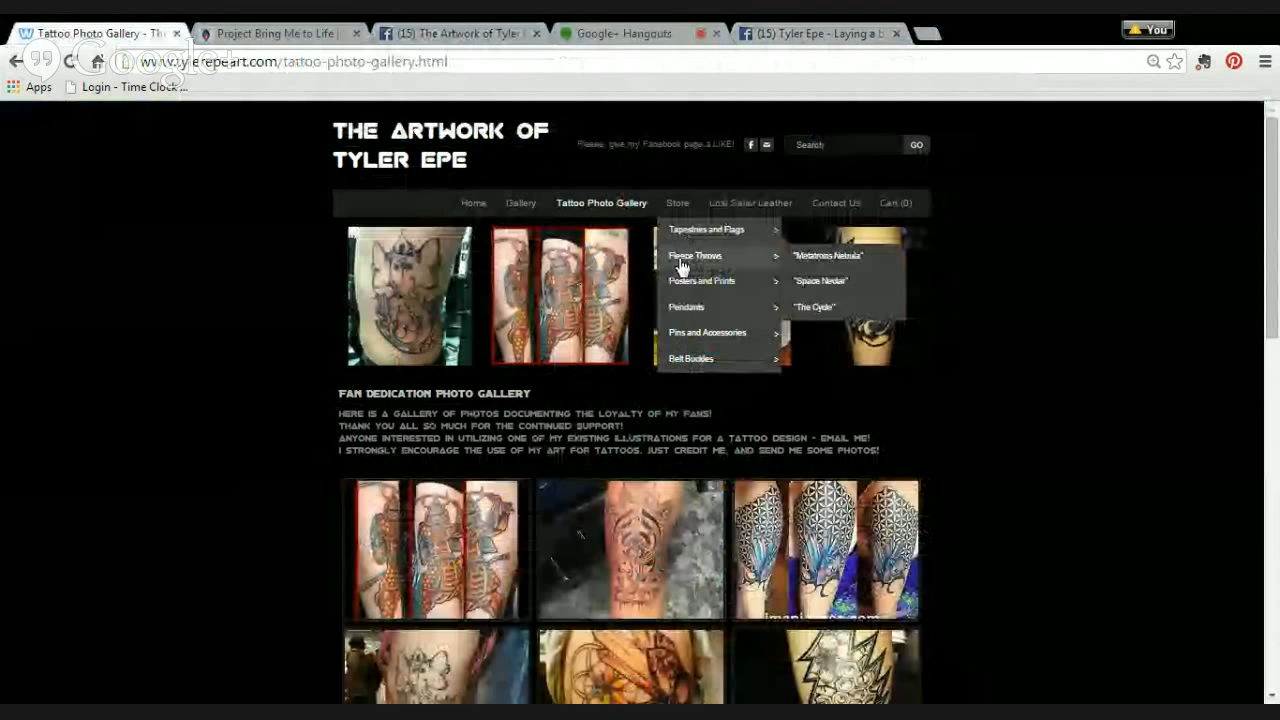 Tattoo Photo Gallery - The
Project Bring Me to Life
(15) The Artwork of Tyler
Google+ Hangouts
(15) Tyler Epe - Laying a b
You
Google+
www.tylerepeart.com/tattoo-photo-gallery.html
Apps
Login - Time Clock ...
THE ARTWORK OF
TYLER EPE
Please, give my Facebook page a LIKE!
Search
GO
Home
Gallery
Tattoo Photo Gallery
Store
Lost Sailor Leather
Contact Us
Cart (0)
Tapestries and Flags >
Fleece Throws >
"Metatrons Nebula"
Posters and Prints >
"Space Nectar"
Pendants >
"The Cycle"
Pins and Accessories >
Belt Buckles >
FAN DEDICATION PHOTO GALLERY
HERE IS A GALLERY OF PHOTOS DOCUMENTING THE LOYALTY OF MY FANS!
THANK YOU ALL SO MUCH FOR THE CONTINUED SUPPORT!
ANYONE INTERESTED IN UTILIZING ONE OF MY EXISTING ILLUSTRATIONS FOR A TATTOO DESIGN - EMAIL ME!
I STRONGLY ENCOURAGE THE USE OF MY ART FOR TATTOOS. JUST CREDIT ME, AND SEND ME SOME PHOTOS!